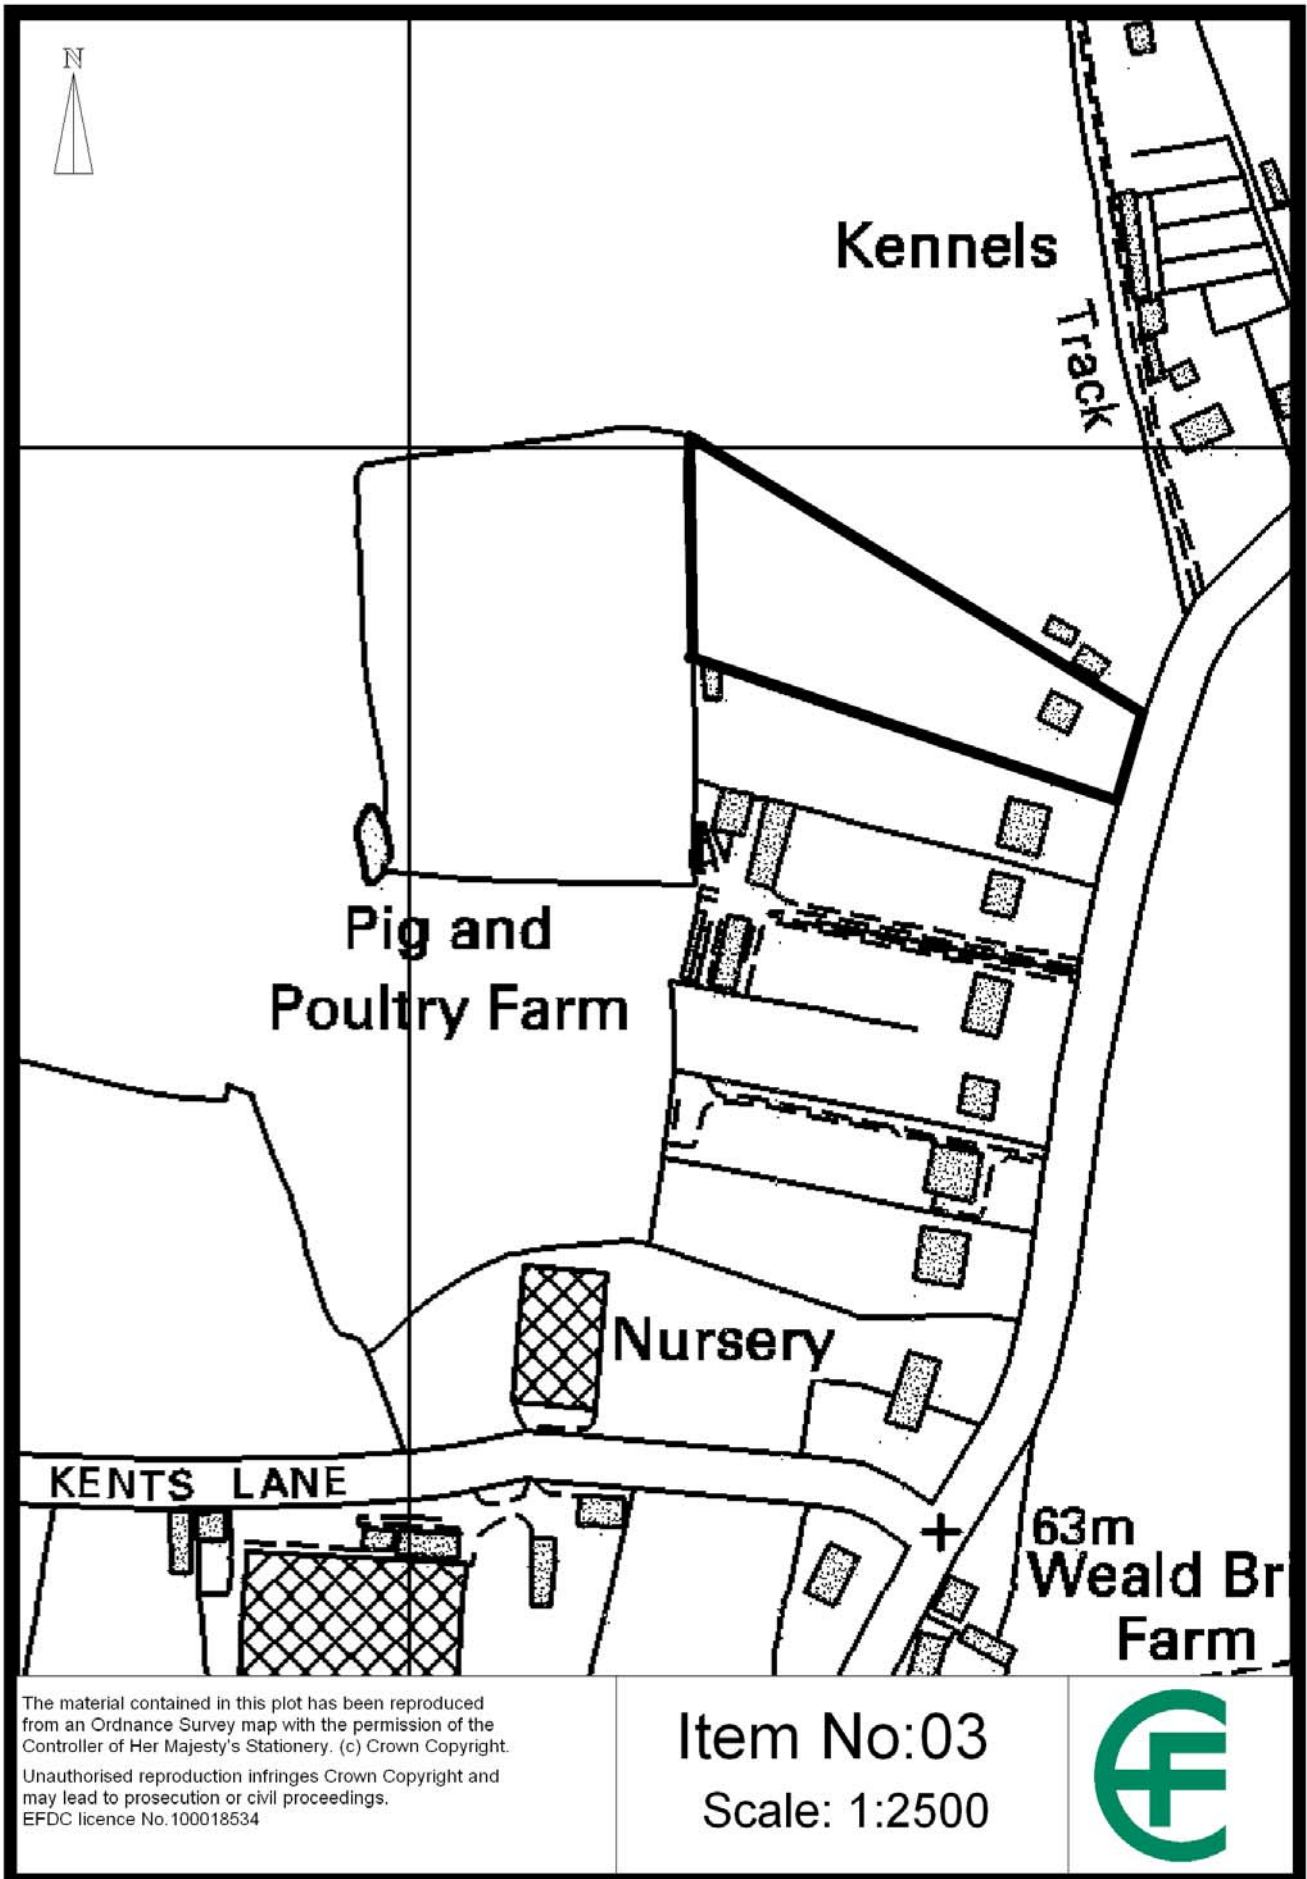 N
Kennels
Track
Pig and
Poultry Farm
Nursery
KENTS LANE
63m
Weald Br
Farm
The material contained in this plot has been reproduced
from an Ordnance Survey map with the permission of the
Controller of Her Majesty's Stationery. (c) Crown Copyright.
Unauthorised reproduction infringes Crown Copyright and
may lead to prosecution or civil proceedings.
EFDC licence No.100018534
Item No:03
Scale: 1:2500